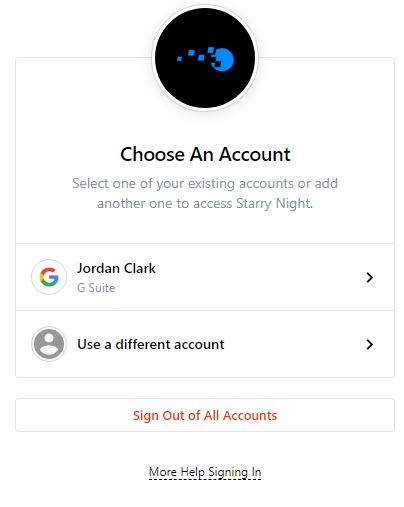 Choose An Account
Select one of your existing accounts or add
another one to access Starry Night.
Jordan Clark
G Suite
Use a different account
Sign Out of All Accounts
More Help Signing In